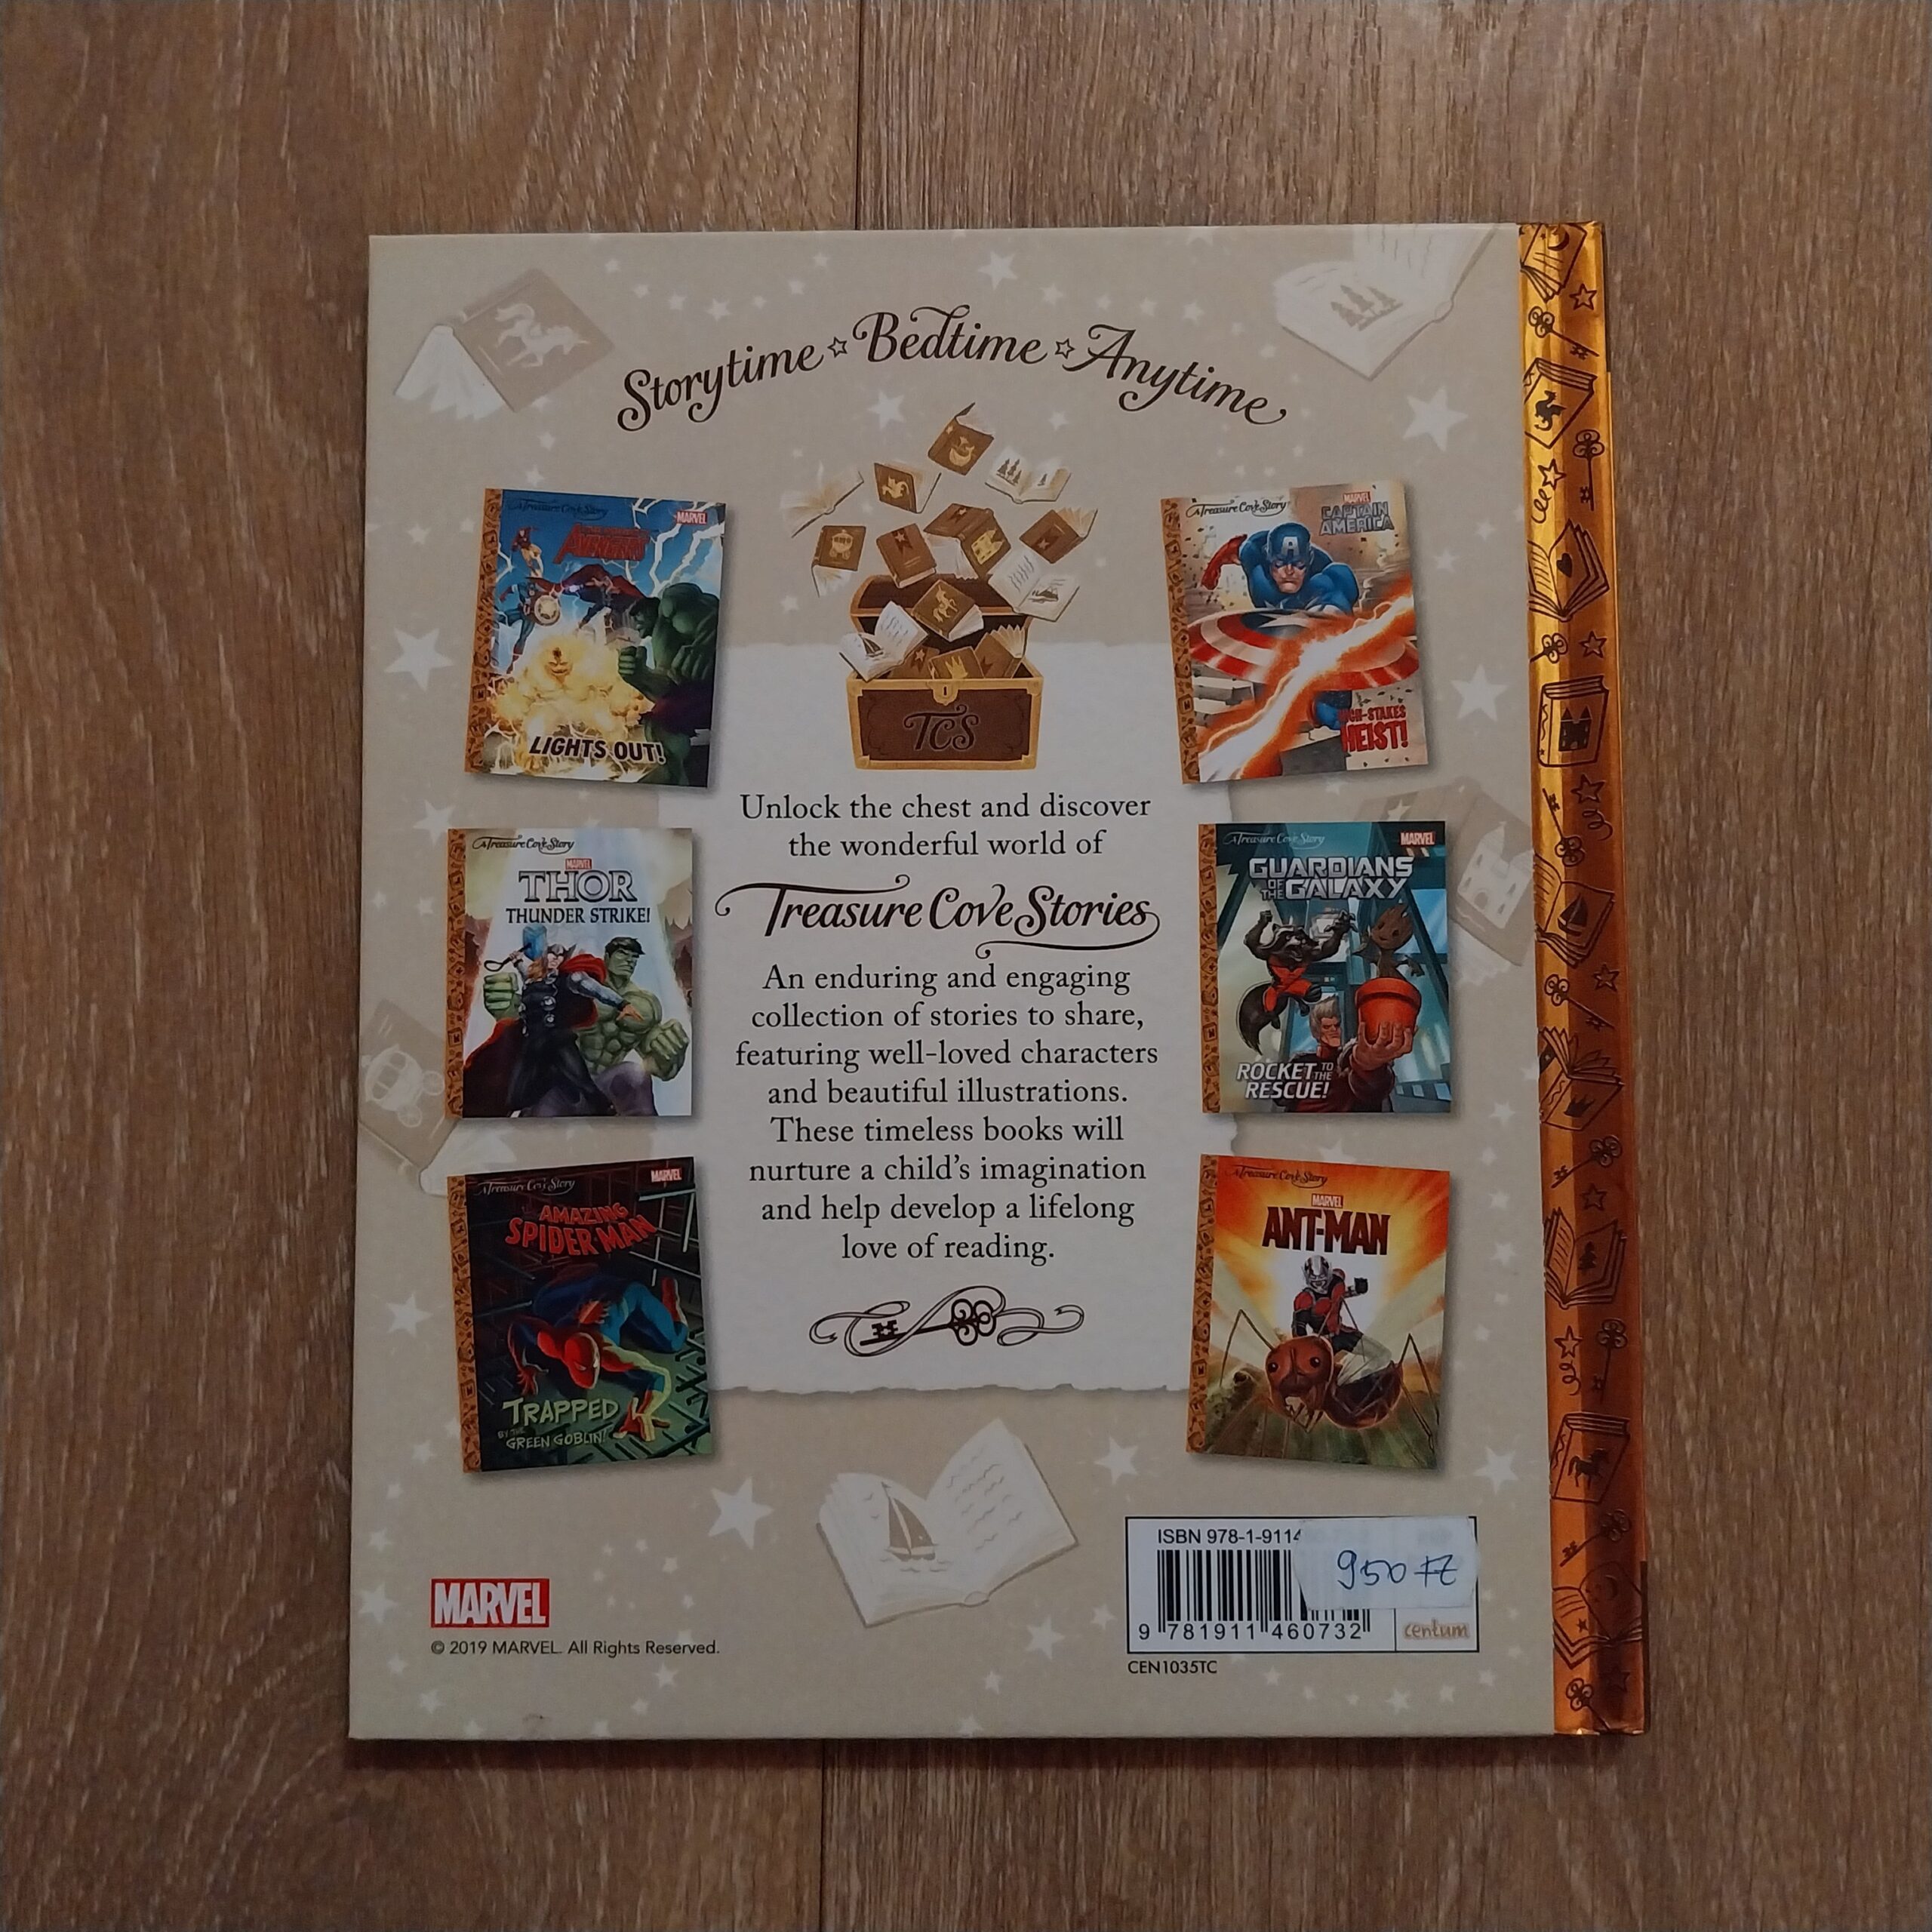 Storytime ☆ Bedtime ☆ Anytime
A Treasure Cove Story
MARVEL
AVENGERS
LIGHTS OUT!
A Treasure Cove Story
MARVEL
CAPTAIN
AMERICA
HIGH-STAKES
HEIST!
TCS
Unlock the chest and discover
the wonderful world of
Treasure Cove Stories
An enduring and engaging
collection of stories to share,
featuring well-loved characters
and beautiful illustrations.
These timeless books will
nurture a child's imagination
and help develop a lifelong
love of reading.
A Treasure Cove Story
MARVEL
THOR
THUNDER STRIKE!
A Treasure Cove Story
MARVEL
GUARDIANS
OF THE GALAXY
ROCKET TO THE
RESCUE!
A Treasure Cove Story
MARVEL
AMAZING
SPIDER MAN
TRAPPED
BY THE
GREEN GOBLIN!
A Treasure Cove Story
MARVEL
ANT-MAN
MARVEL
© 2019 MARVEL. All Rights Reserved.
ISBN 978-1-9114
950 Ft
9 781911 460732
centum
CEN1035TC